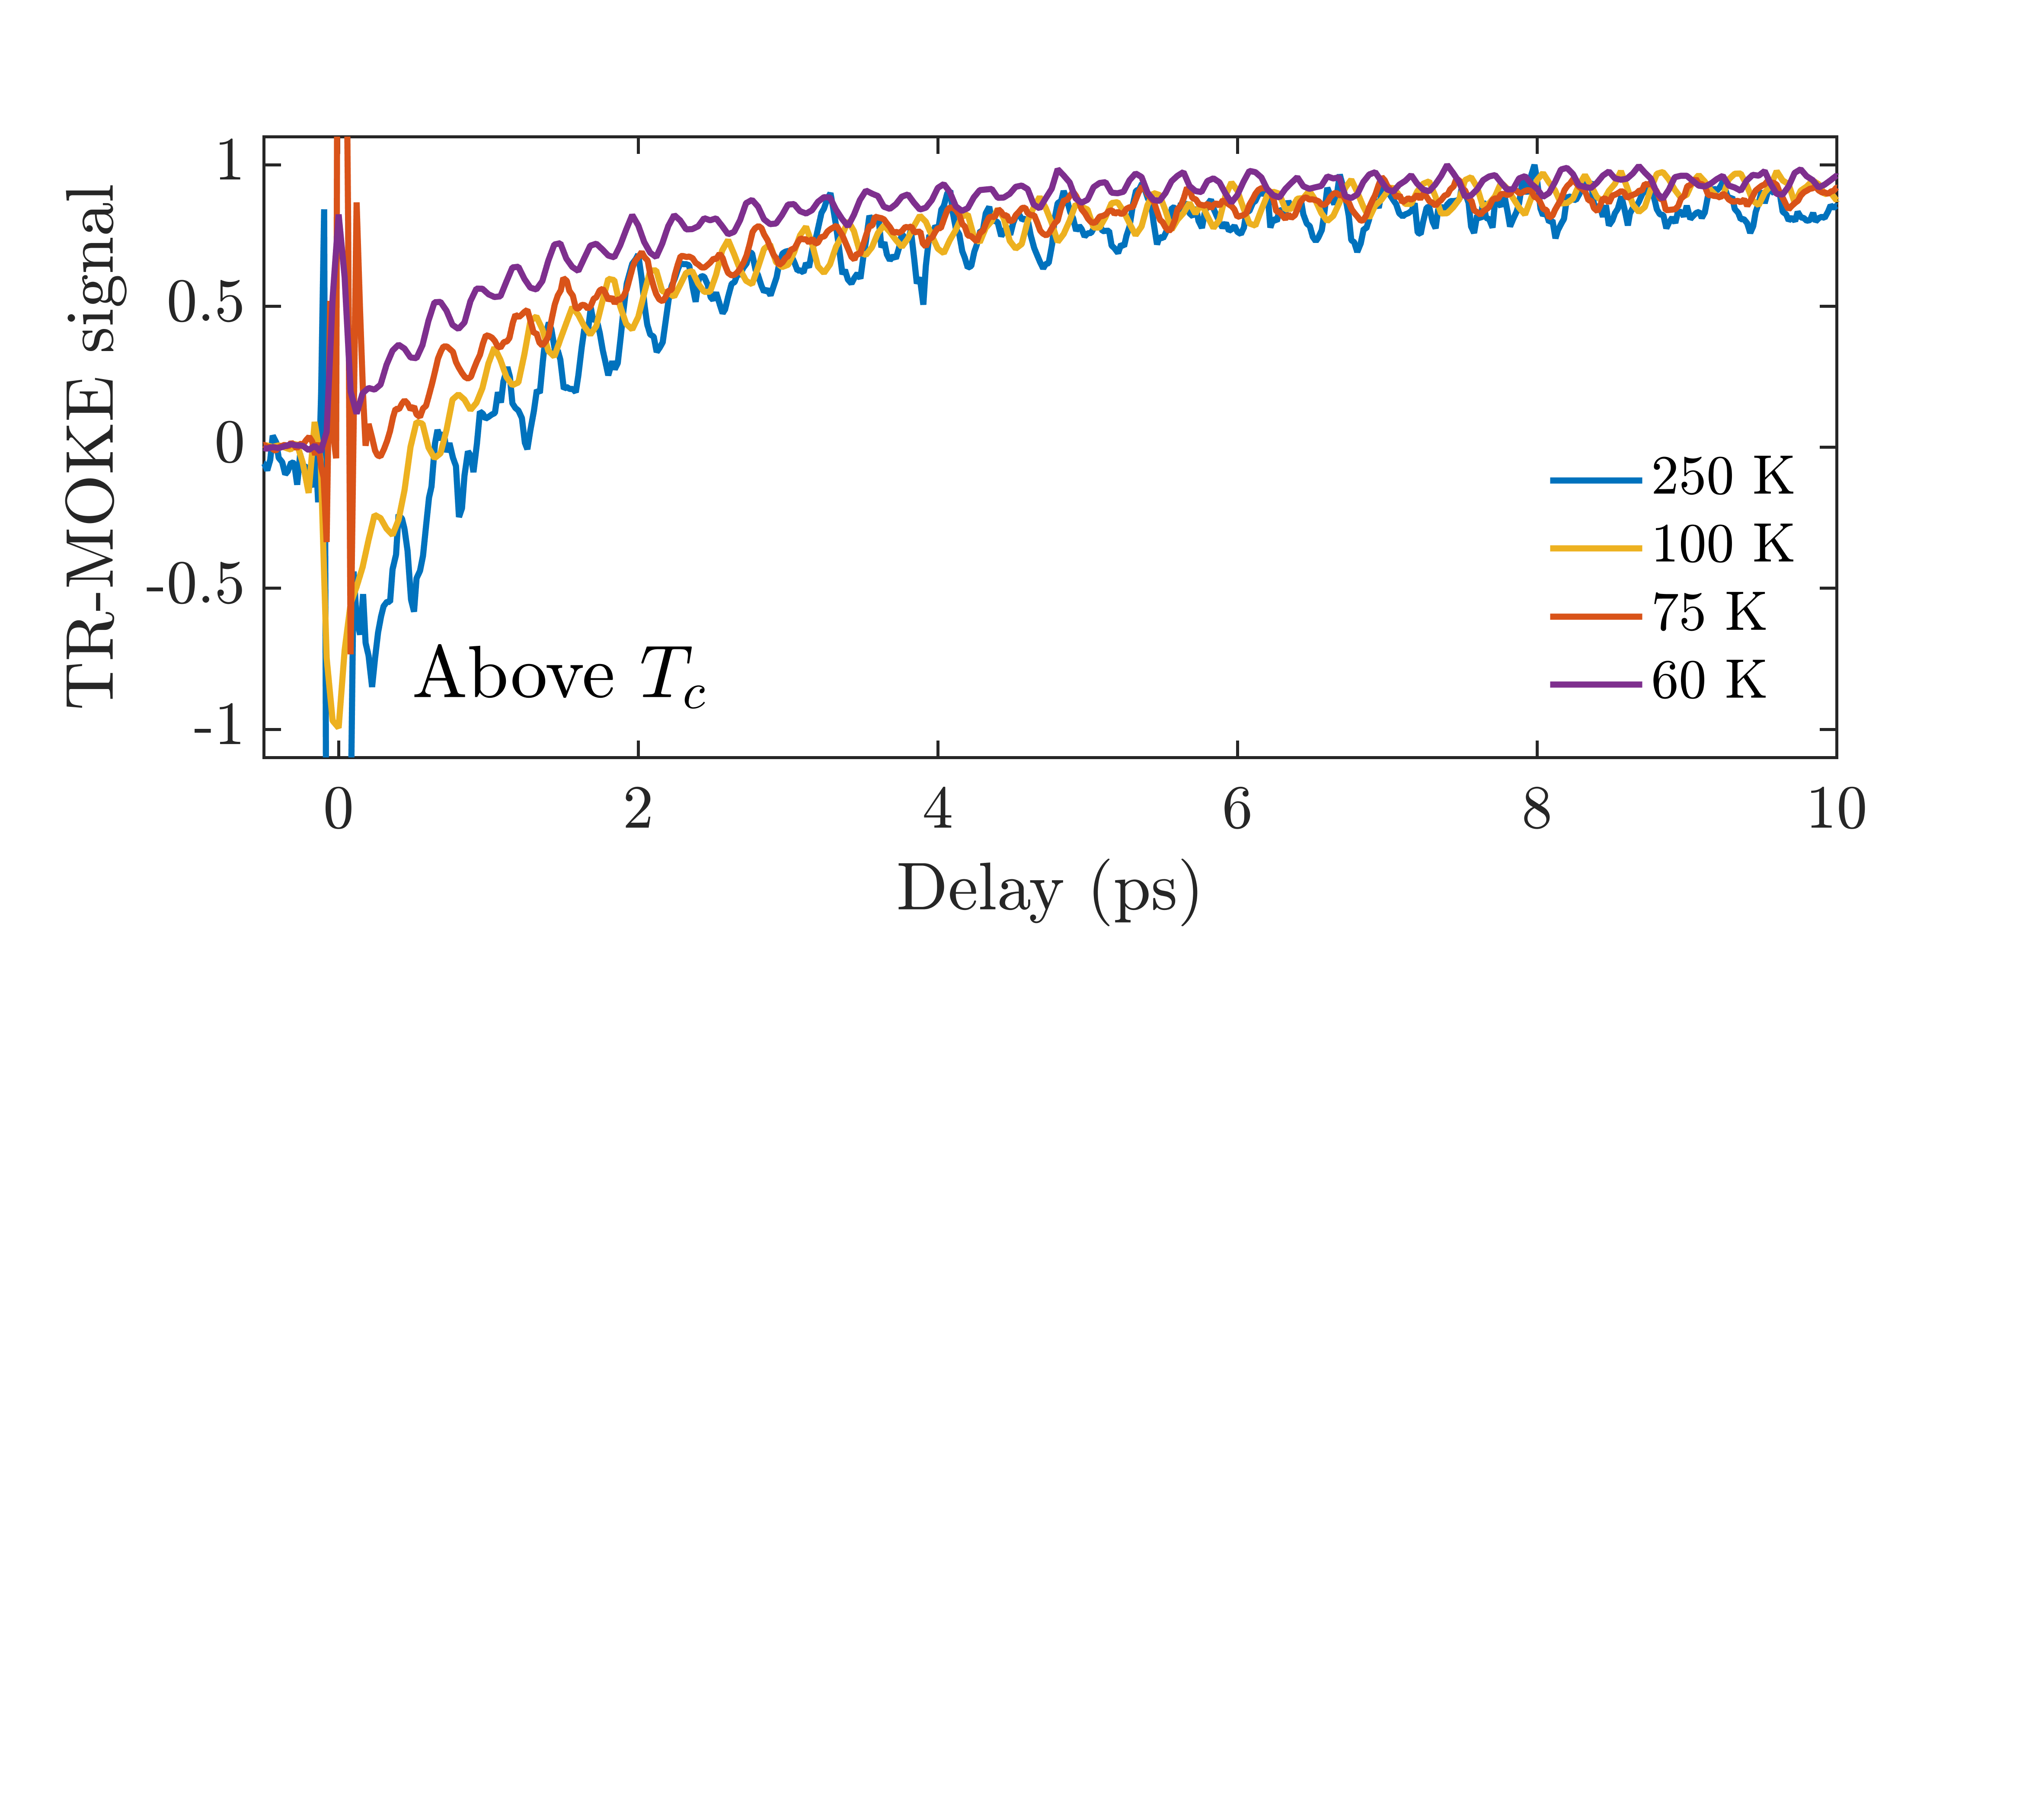 TR-MOKE signal
1
0.5
0
-0.5
-1
250 K
100 K
75 K
60 K
Above Tc
0 2 4 6 8 10
Delay (ps)